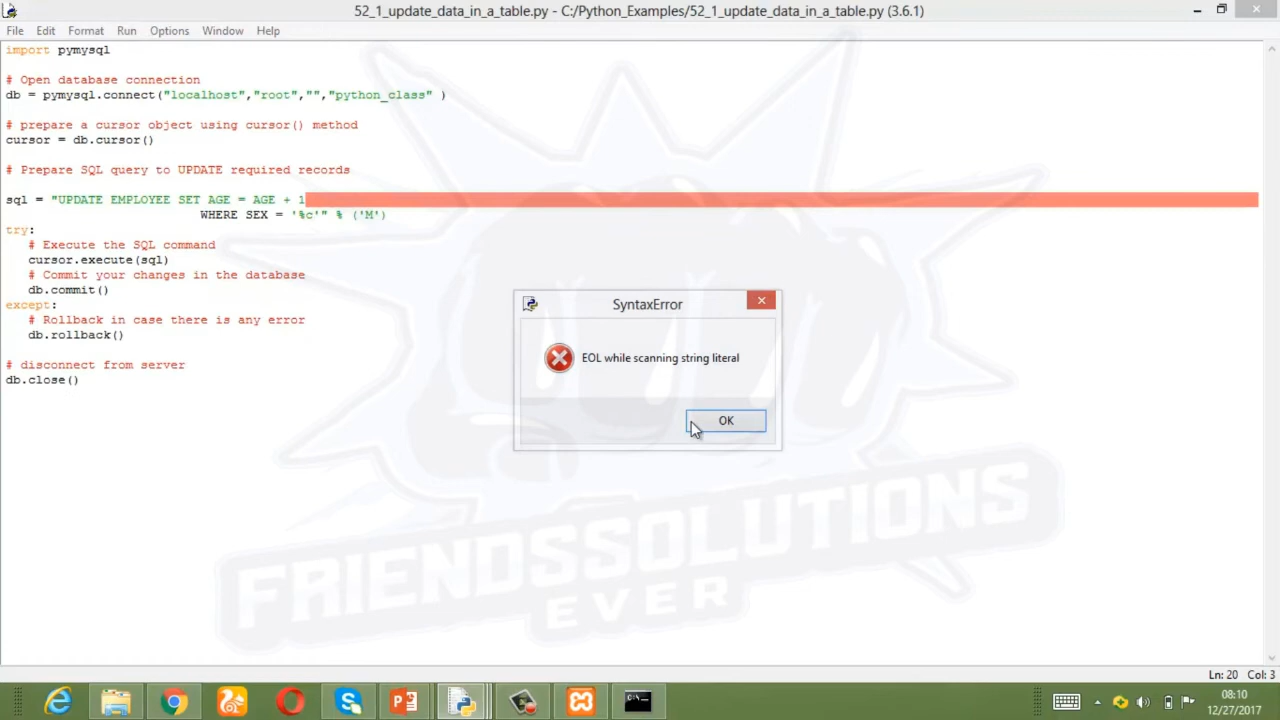 52_1_update_data_in_a_table.py - C:/Python_Examples/52_1_update_data_in_a_table.py (3.6.1)
File Edit Format Run Options Window Help
import pymysql
# Open database connection
db = pymysql.connect("localhost","root","","python_class" )
# prepare a cursor object using cursor() method
cursor = db.cursor()
# Prepare SQL query to UPDATE required records
sql = "UPDATE EMPLOYEE SET AGE = AGE + 1
WHERE SEX = '%c'" % ('M')
try:
# Execute the SQL command
cursor.execute(sql)
# Commit your changes in the database
db.commit()
except:
# Rollback in case there is any error
db.rollback()
# disconnect from server
db.close()
SyntaxError
EOL while scanning string literal
OK
FRIENDSSOLUTIONS
EVER
Ln: 20 Col: 3
08:10
12/27/2017